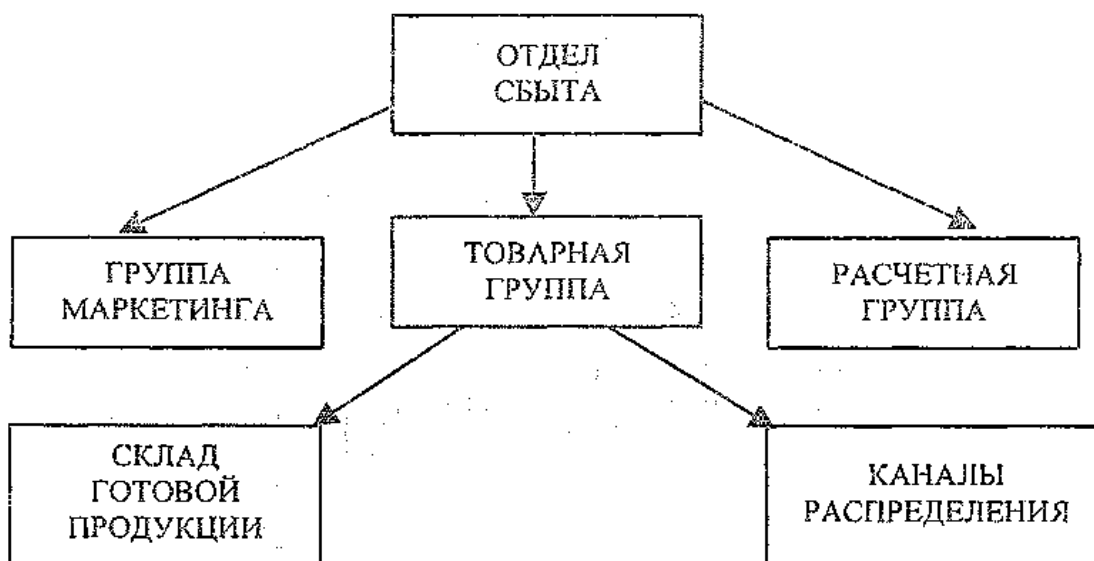 ОТДЕЛ
СБЫТА
ГРУППА
МАРКЕТИНГА
ТОВАРНАЯ
ГРУППА
РАСЧЕТНАЯ
ГРУППА
СКЛАД
ГОТОВОЙ
ПРОДУКЦИИ
КАНАЛЫ
РАСПРЕДЕЛЕНИЯ